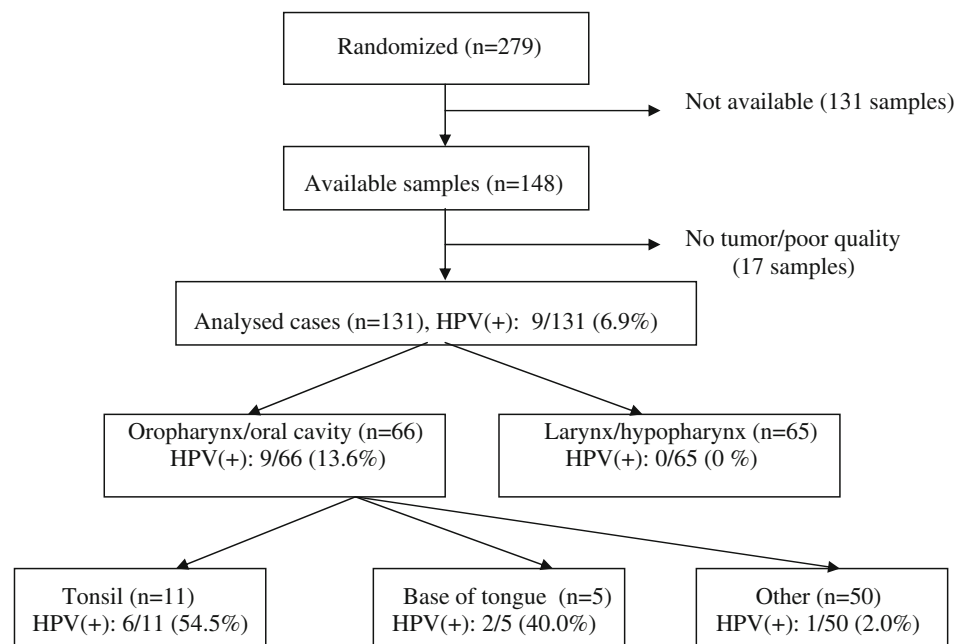 Randomized (n=279)
Not available (131 samples)
Available samples (n=148)
No tumor/poor quality
(17 samples)
Analysed cases (n=131), HPV(+): 9/131 (6.9%)
Oropharynx/oral cavity (n=66)
HPV(+): 9/66 (13.6%)
Larynx/hypopharynx (n=65)
HPV(+): 0/65 (0 %)
Tonsil (n=11)
HPV(+): 6/11 (54.5%)
Base of tongue (n=5)
HPV(+): 2/5 (40.0%)
Other (n=50)
HPV(+): 1/50 (2.0%)